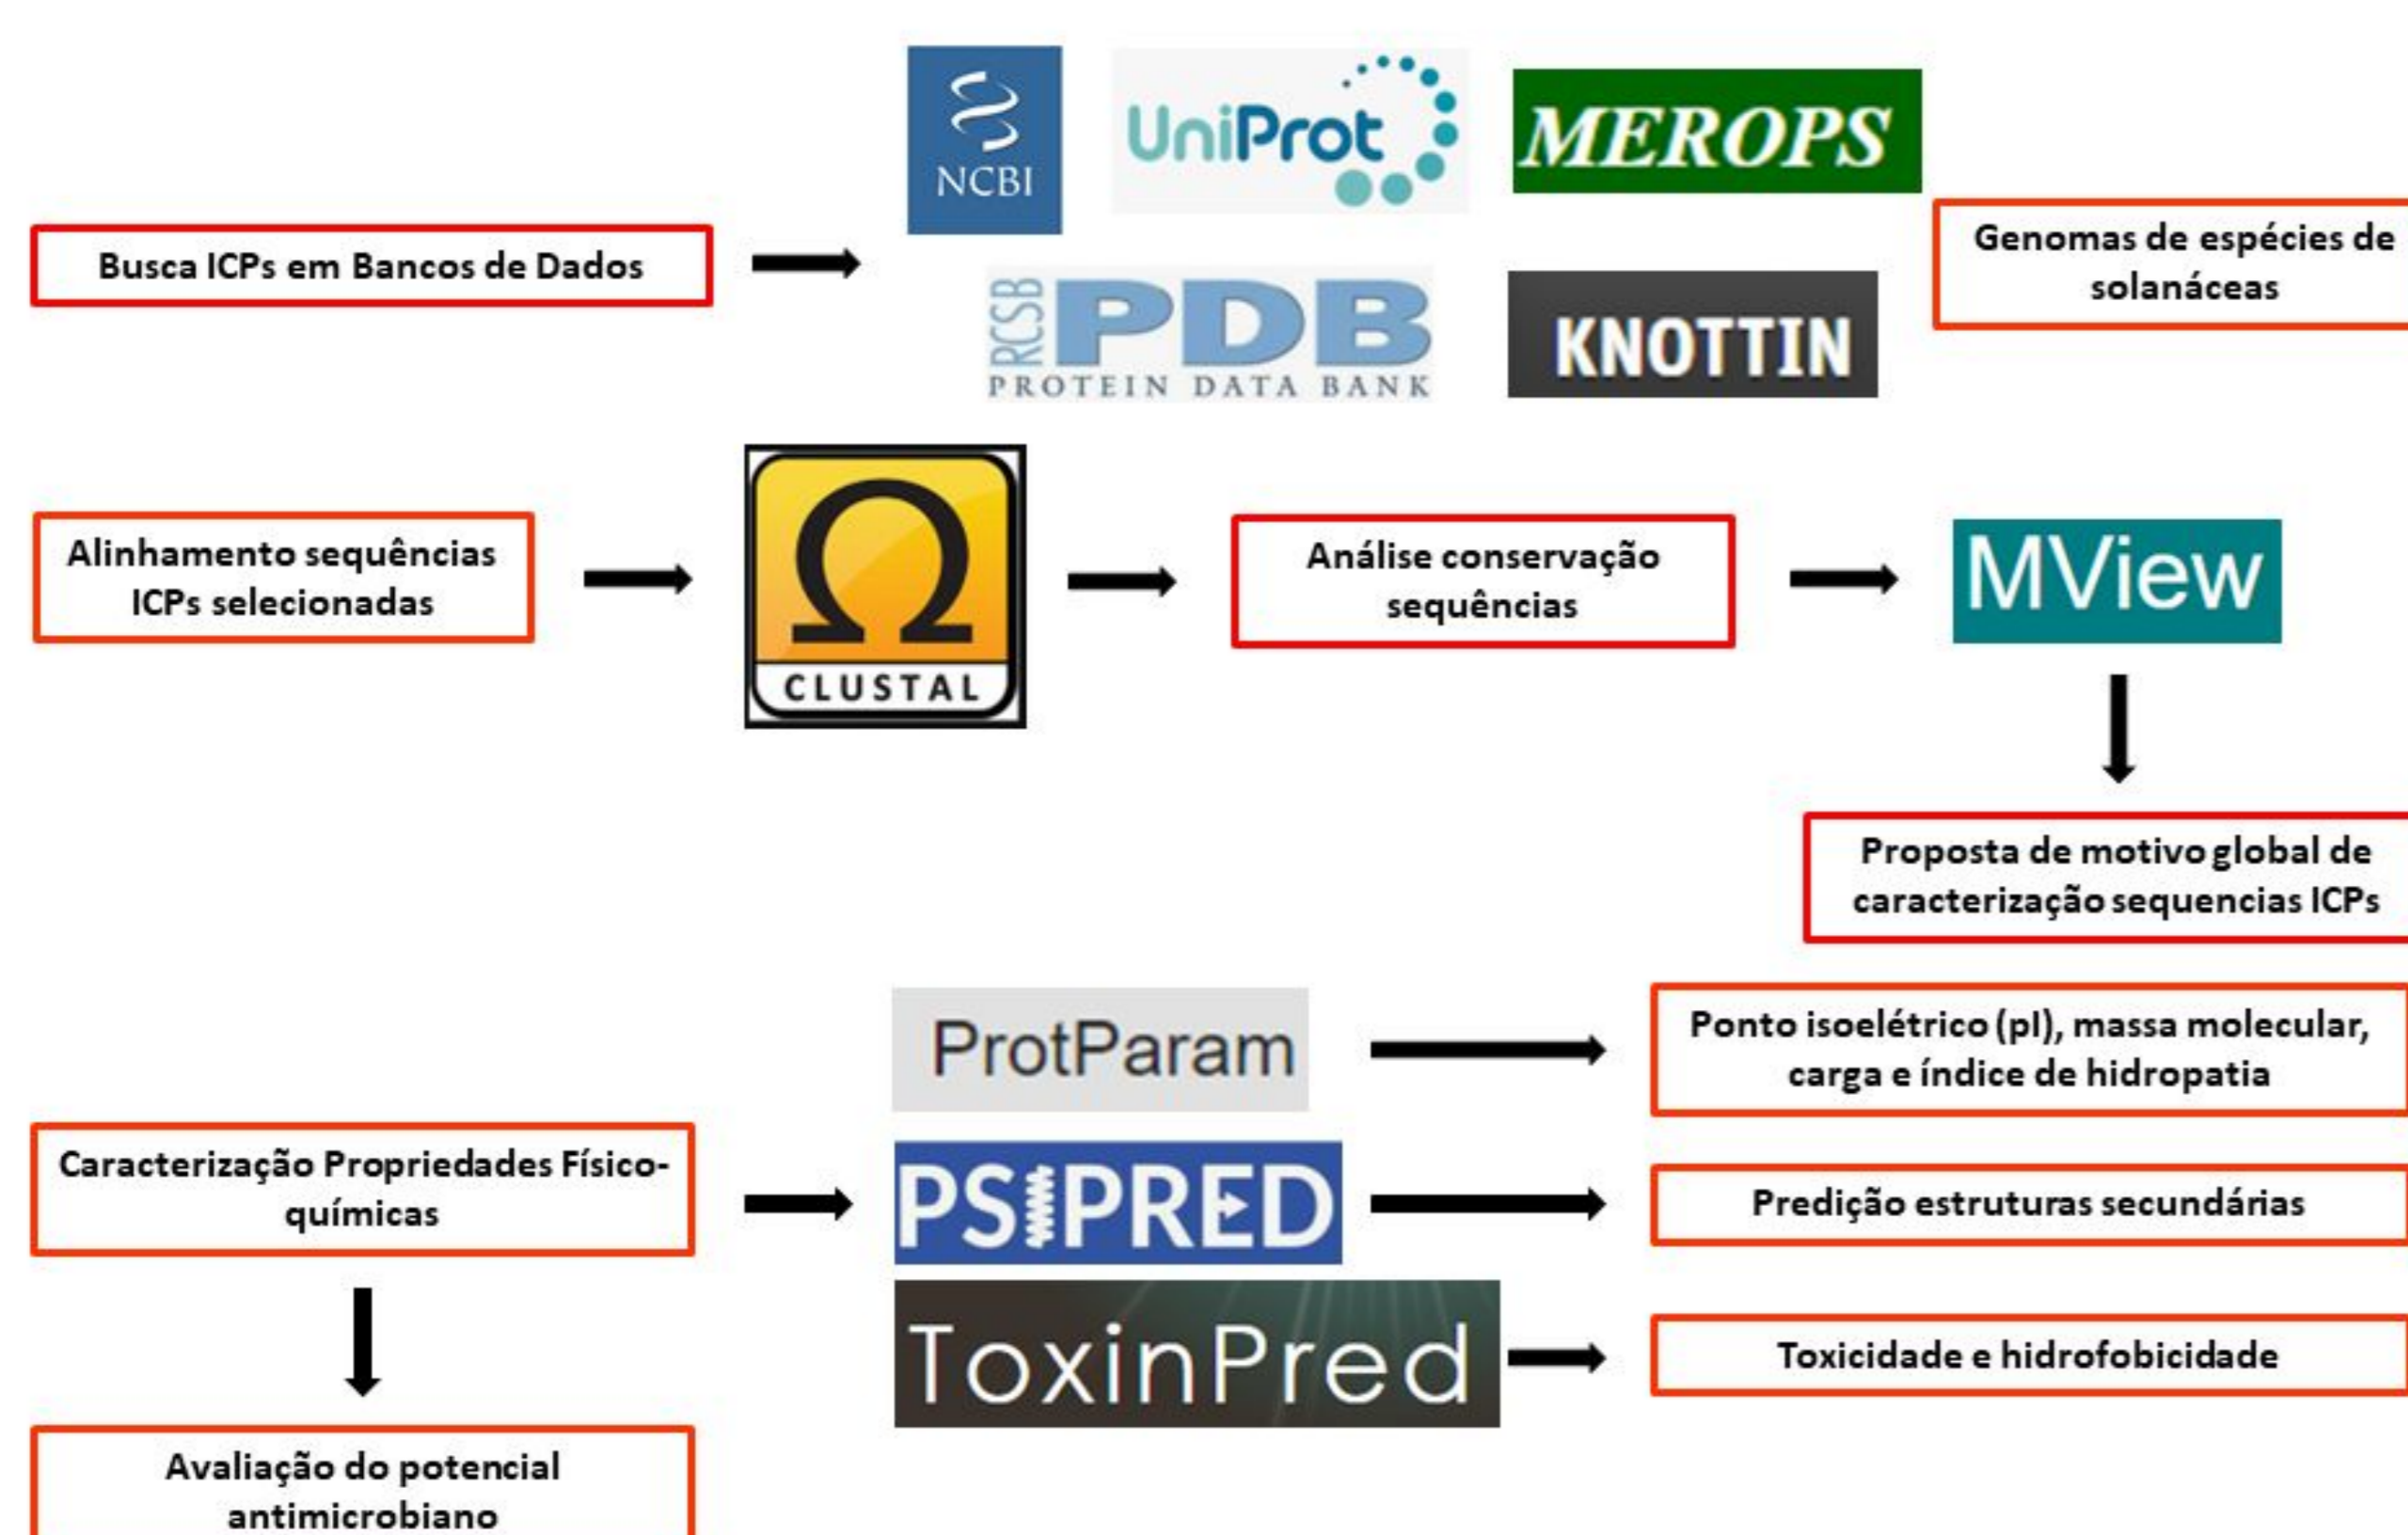 NCBI
UniProt
MEROPS
Busca ICPs em Bancos de Dados
Genomas de espécies de
solanáceas
RCSB
PDB
PROTEIN DATA BANK
KNOTTIN
Alinhamento sequências
ICPs selecionadas
Ω
CLUSTAL
Análise conservação
sequências
MView
Proposta de motivo global de
caracterização sequencias ICPs
ProtParam
Ponto isoelétrico (pI), massa molecular,
carga e índice de hidropatia
Caracterização Propriedades Físico-
químicas
PSIPRED
Predição estruturas secundárias
ToxinPred
Toxicidade e hidrofobicidade
Avaliação do potencial
antimicrobiano